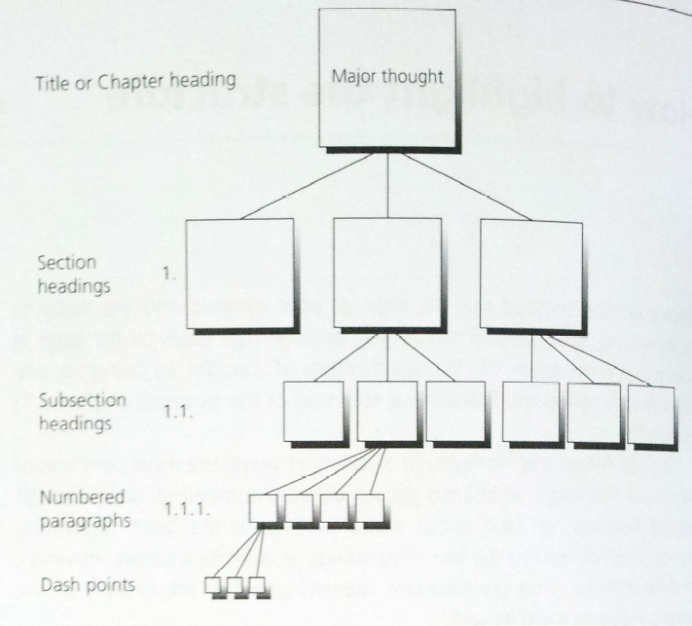 Title or Chapter heading
Major thought
Section
headings
1.
Subsection
headings
1.1.
Numbered
paragraphs
1.1.1.
Dash points